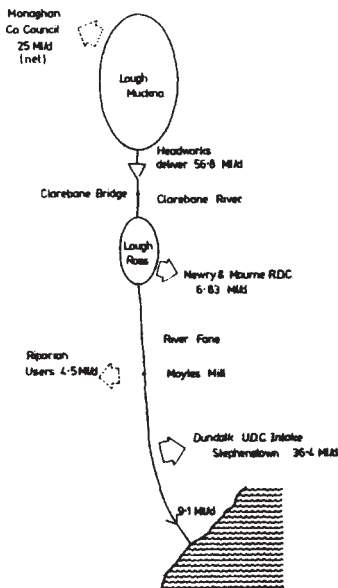 Monaghan
Co Council
25 Ml/d
(net)
Lough
Muckno
Headworks
deliver 56·8 Ml/d
Clarebane Bridge
Clarebane River
Lough
Ross
Newry & Mourne R.D.C
6·83 Ml/d
River Fane
Riparian
Users 4·5 Ml/d
Moyles Mill
Dundalk U.D.C. Intake
Stephenstown 36·4 Ml/d
9·1 Ml/d